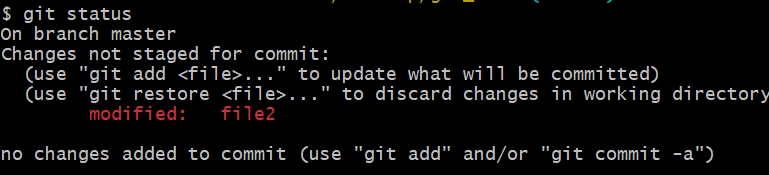 $ git status
On branch master
Changes not staged for commit:
  (use "git add <file>..." to update what will be committed)
  (use "git restore <file>..." to discard changes in working directory
        modified:   file2

no changes added to commit (use "git add" and/or "git commit -a")